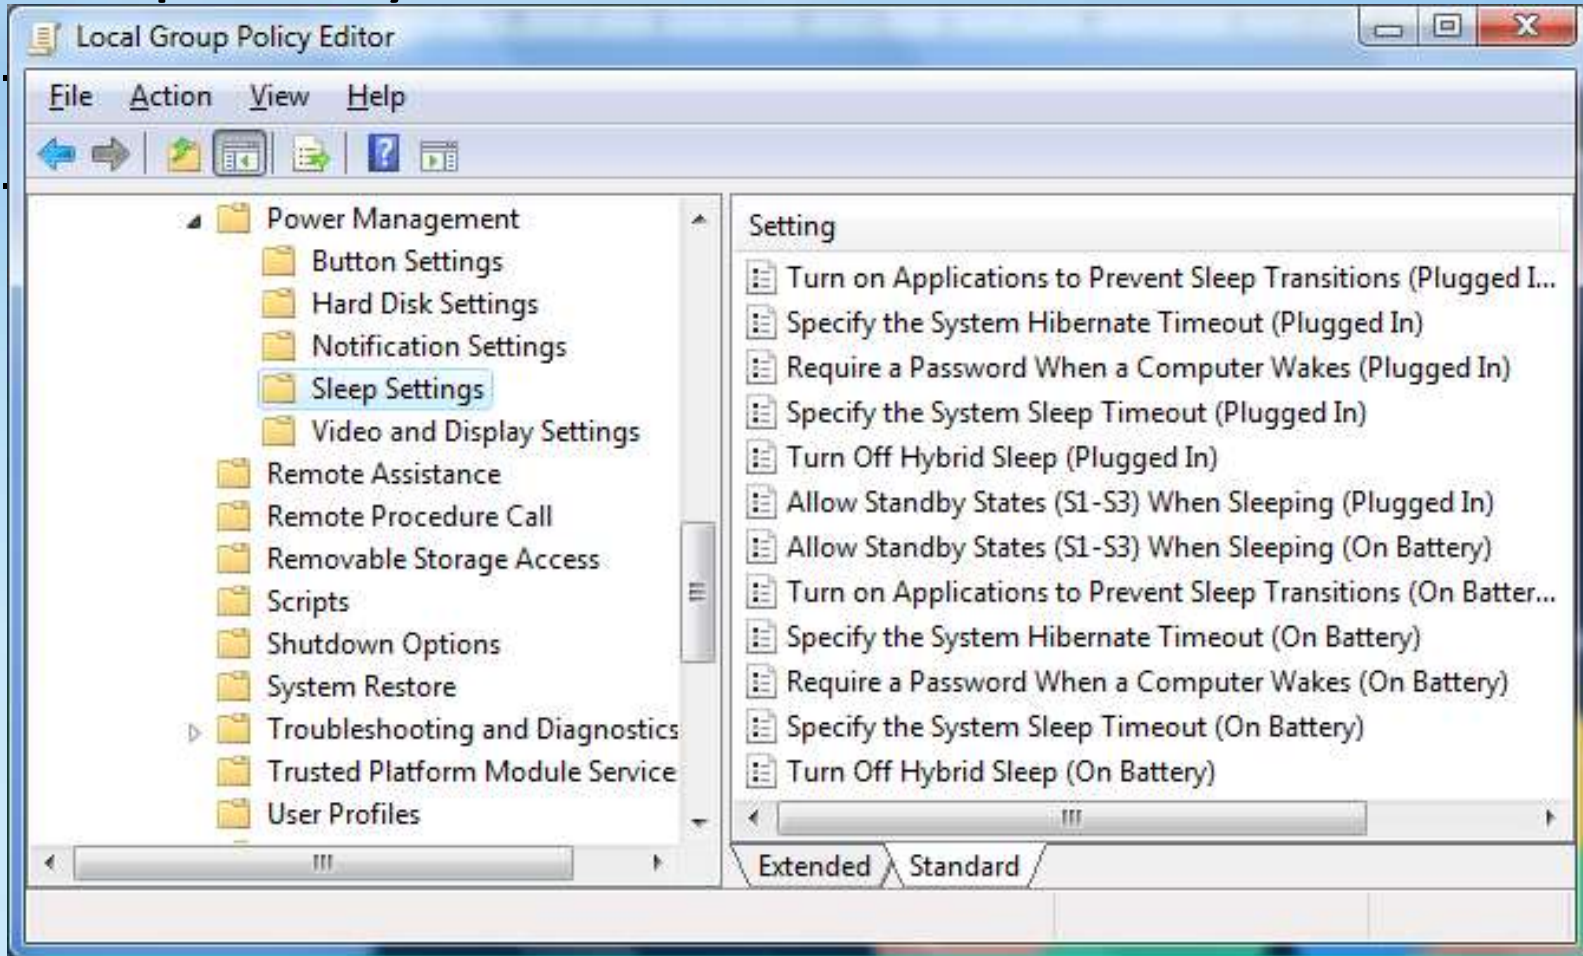 Local Group Policy Editor
File Action View Help
Power Management
Button Settings
Hard Disk Settings
Notification Settings
Sleep Settings
Video and Display Settings
Remote Assistance
Remote Procedure Call
Removable Storage Access
Scripts
Shutdown Options
System Restore
Troubleshooting and Diagnostics
Trusted Platform Module Service
User Profiles
Setting
Turn on Applications to Prevent Sleep Transitions (Plugged I...
Specify the System Hibernate Timeout (Plugged In)
Require a Password When a Computer Wakes (Plugged In)
Specify the System Sleep Timeout (Plugged In)
Turn Off Hybrid Sleep (Plugged In)
Allow Standby States (S1-S3) When Sleeping (Plugged In)
Allow Standby States (S1-S3) When Sleeping (On Battery)
Turn on Applications to Prevent Sleep Transitions (On Batter...
Specify the System Hibernate Timeout (On Battery)
Require a Password When a Computer Wakes (On Battery)
Specify the System Sleep Timeout (On Battery)
Turn Off Hybrid Sleep (On Battery)
Extended Standard